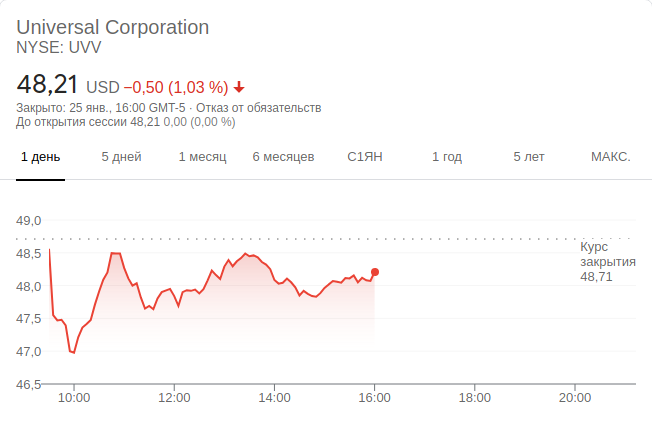 Universal Corporation
NYSE: UVV
48,21 USD −0,50 (1,03 %)
Закрыто: 25 янв., 16:00 GMT-5 · Отказ от обязательств
До открытия сессии 48,21 0,00 (0,00 %)
1 день 5 дней 1 месяц 6 месяцев С1ЯН 1 год 5 лет МАКС.
49,0
Курс
48,5
закрытия
48,71
48,0
47,5
47,0
46,5
10:00 12:00 14:00 16:00 18:00 20:00